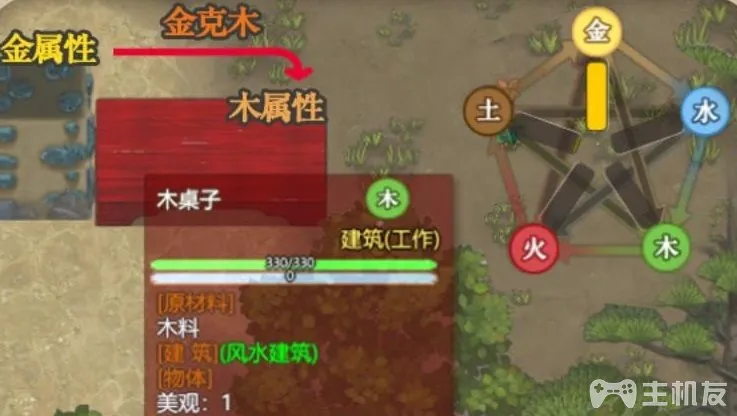 金克木
金属性
木属性
金
土
水
火
木
木桌子
木
建筑(工作)
330/330
0
[原材料]
木料
[建 筑](风水建筑)
[物体]
美观：1
主机友